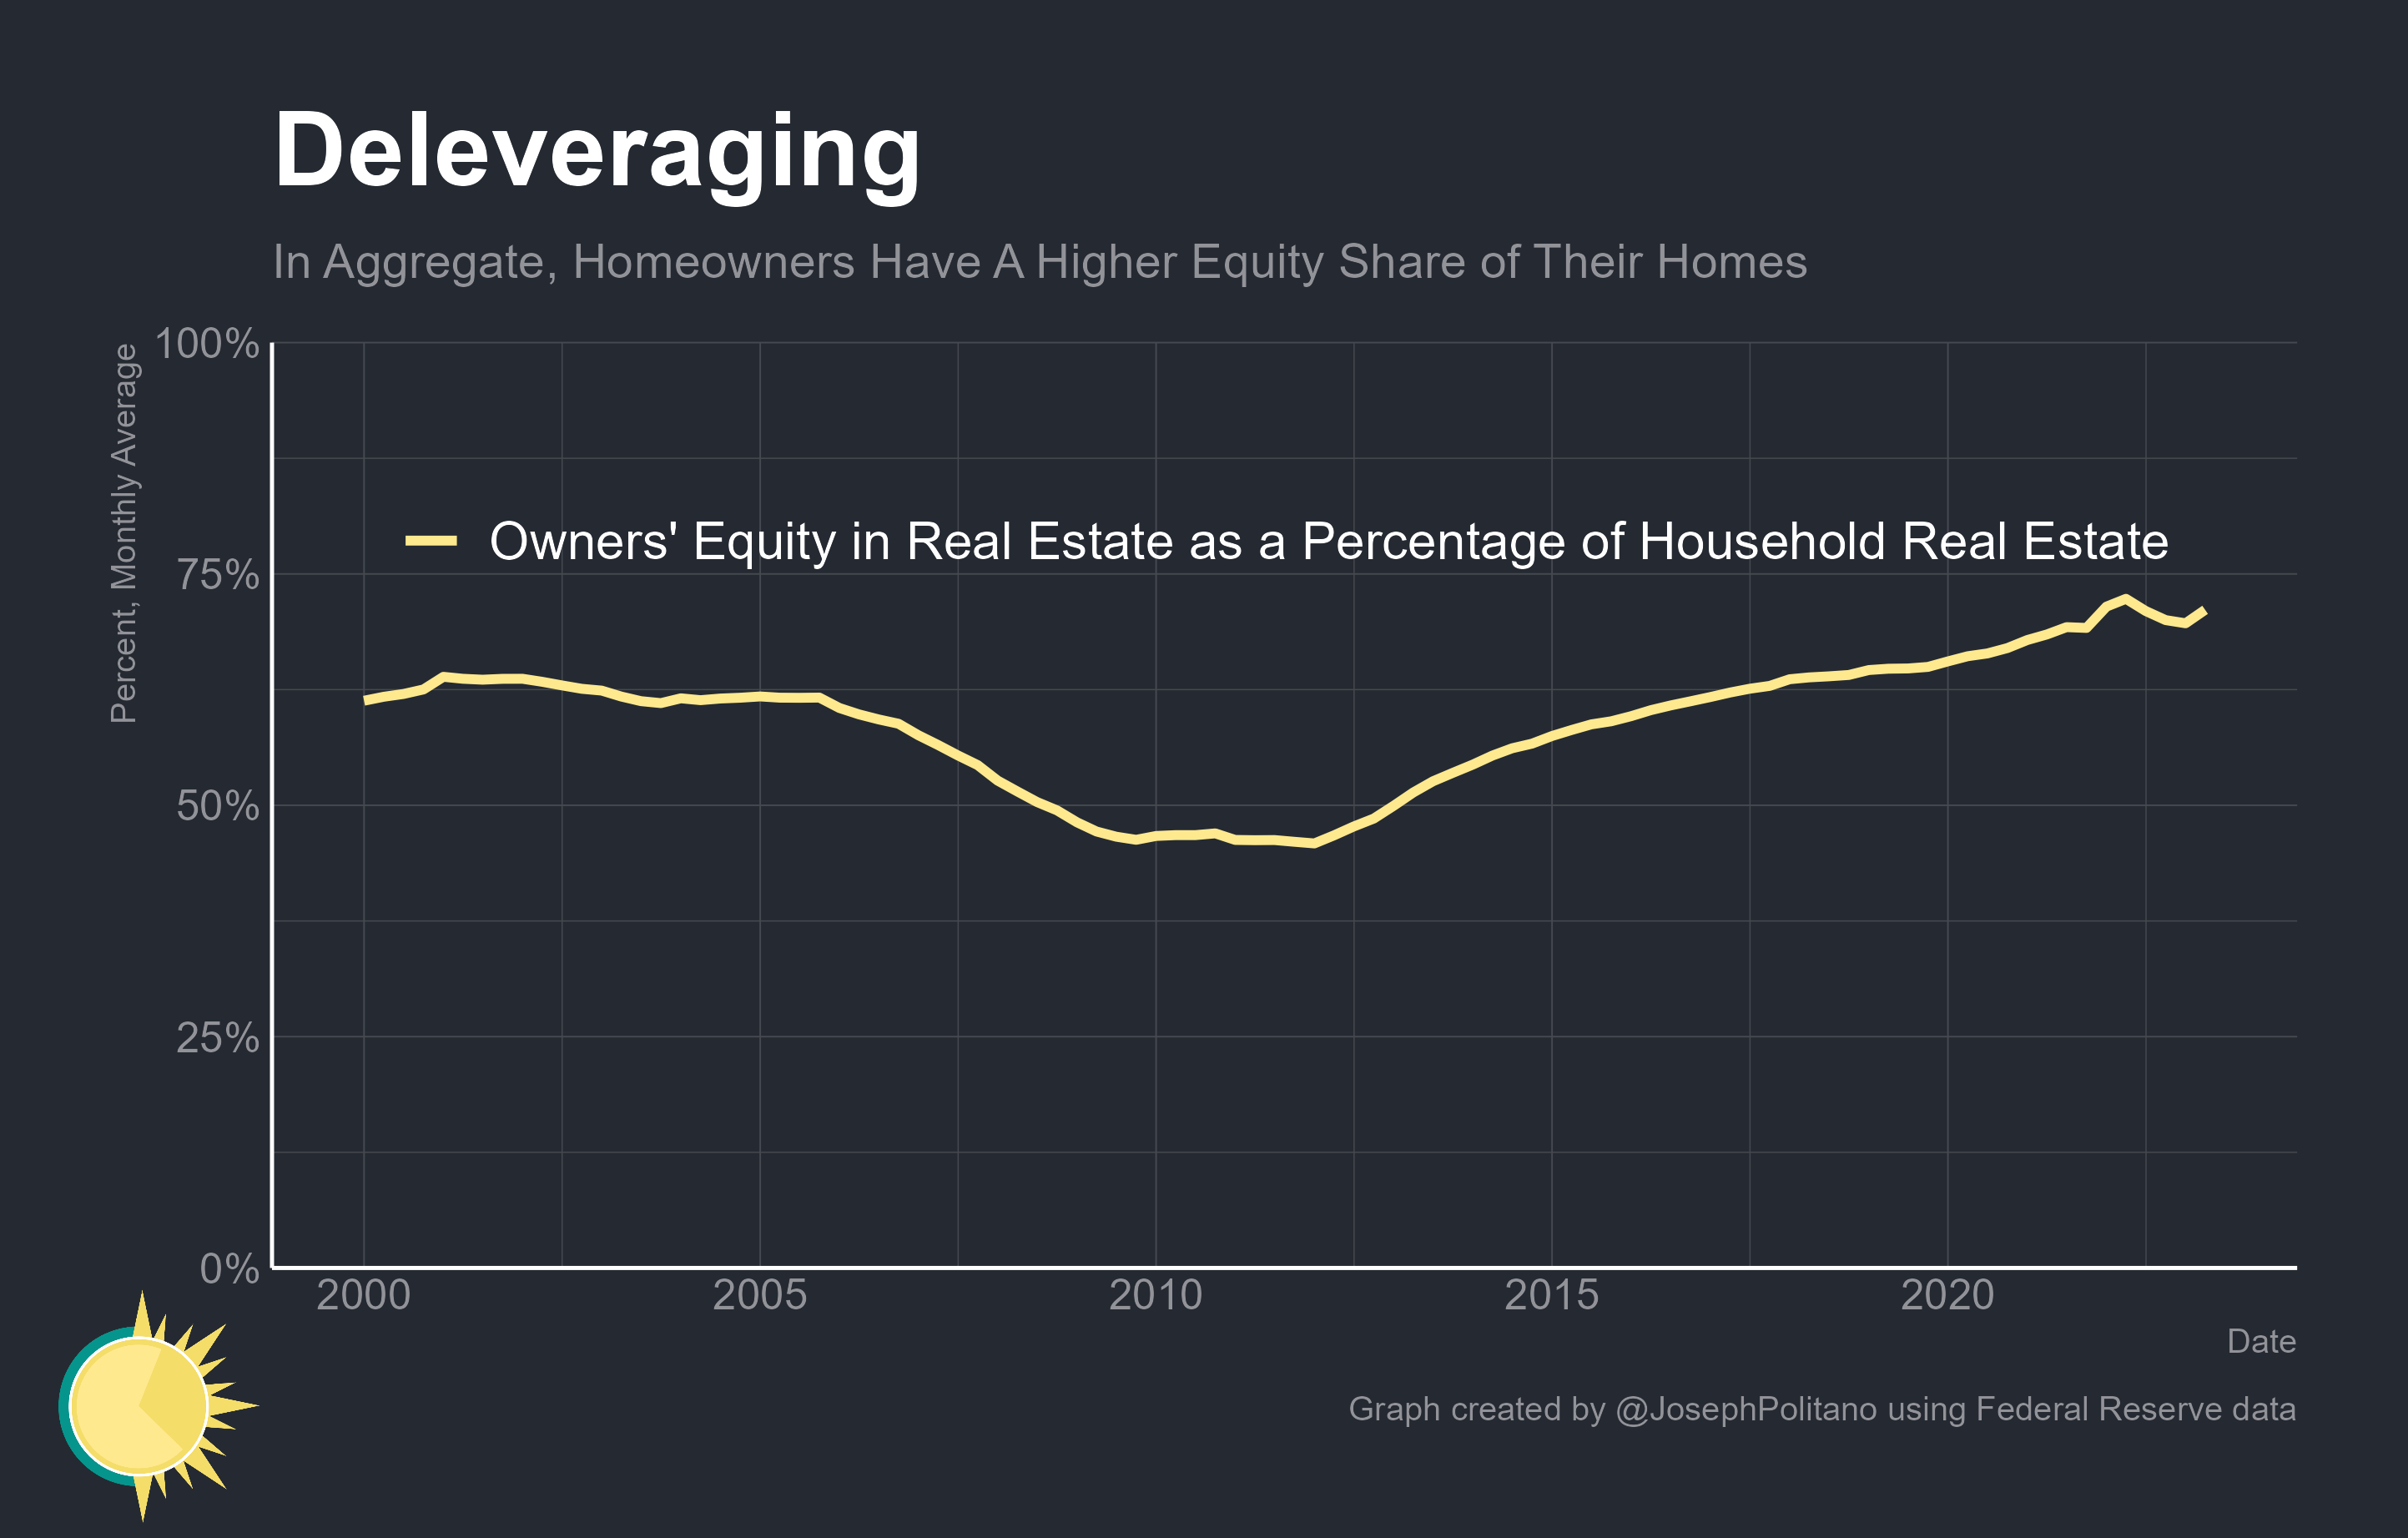 Deleveraging
In Aggregate, Homeowners Have A Higher Equity Share of Their Homes
Percent, Monthly Average
100%
Owners' Equity in Real Estate as a Percentage of Household Real Estate
75%
50%
25%
0%
2000 2005 2010 2015 2020
Date
Graph created by @JosephPolitano using Federal Reserve data